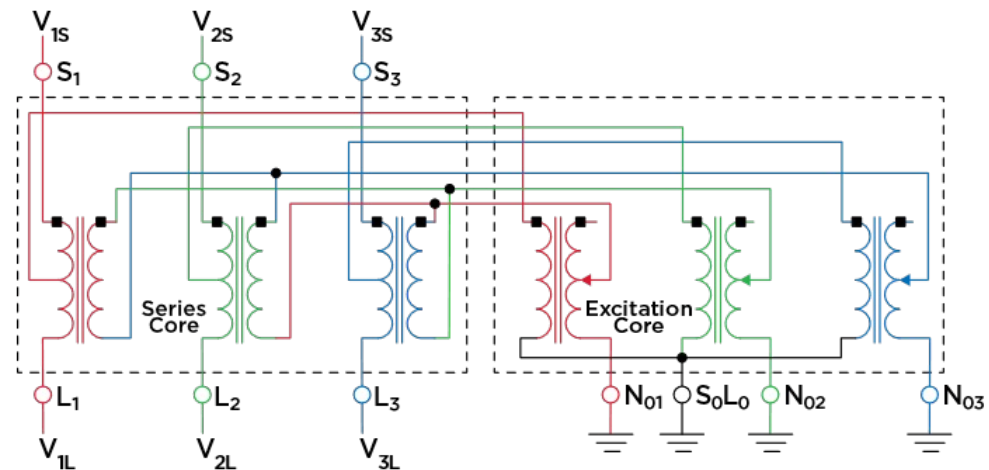 V1S V2S V3S
S1 S2 S3
Series
Core
Excitation
Core
L1 L2 L3 N01 S0L0 N02 N03
V1L V2L V3L